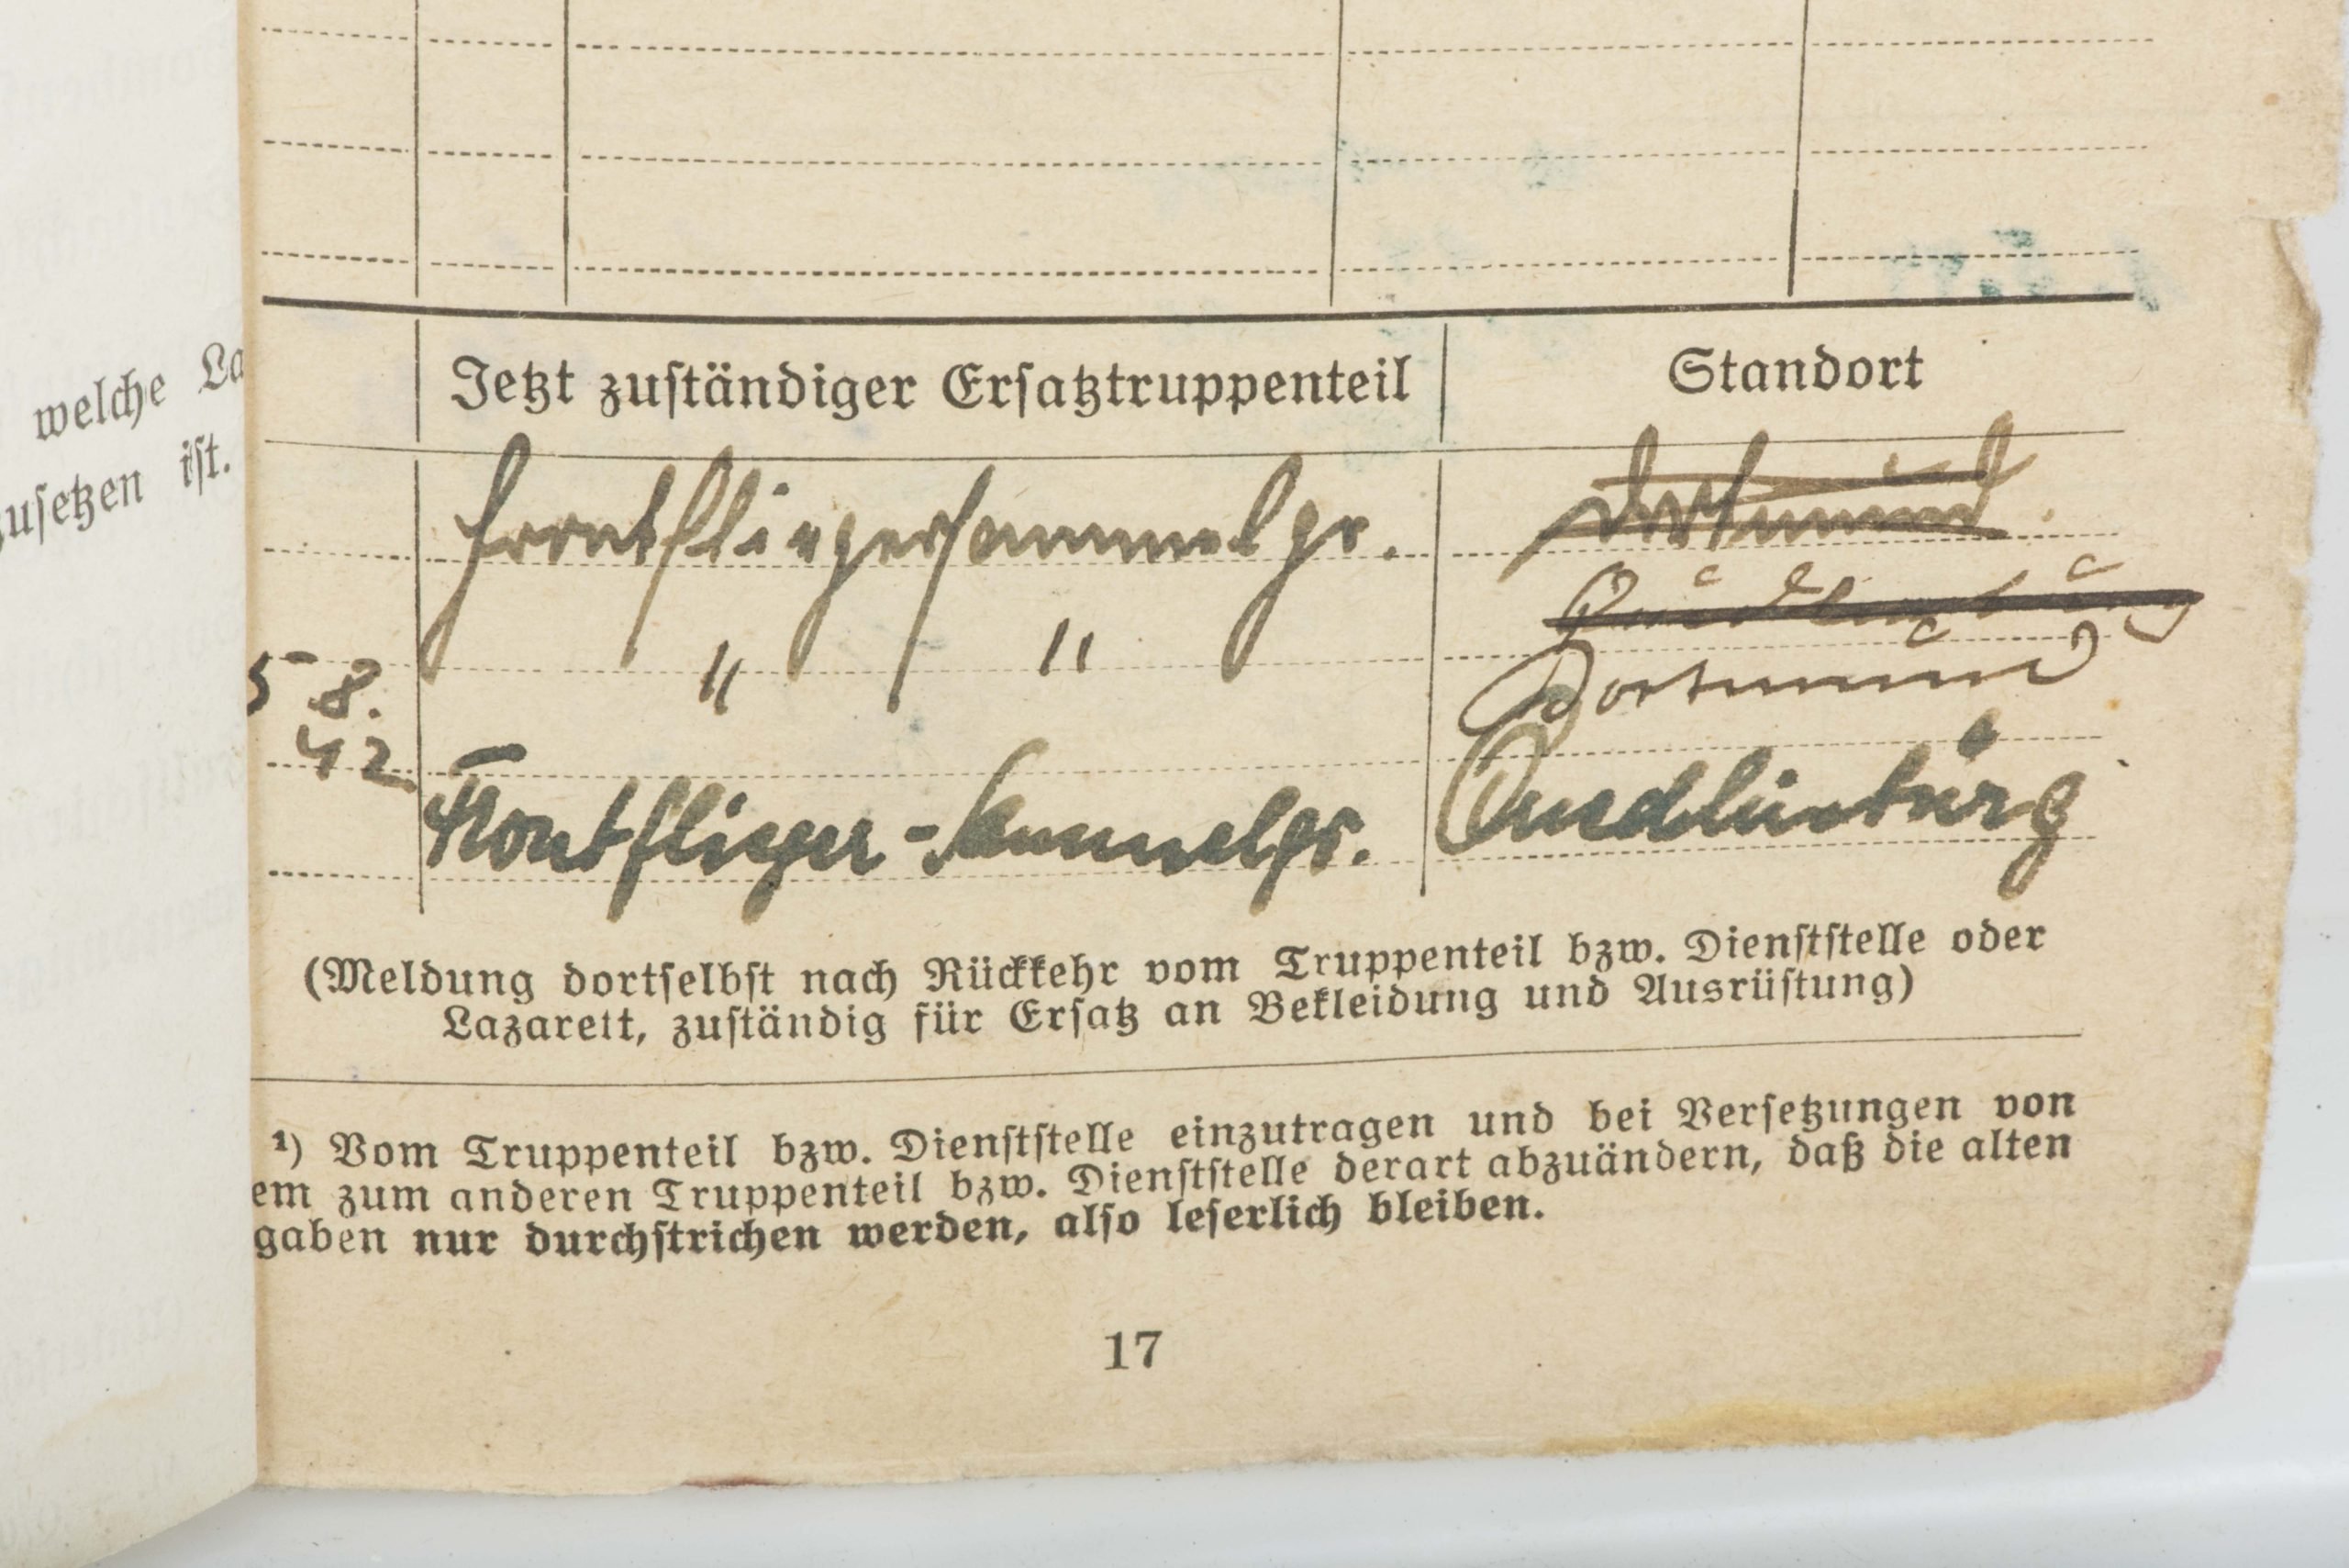 welche La
zusetzen ist.
Jetzt zuständiger Ersatztruppenteil Standort
Frontfliegersammelgr. Dortmund.
Quedlinburg
5 8. " " Dortmund
42
Frontflieger-Sammelgr. Quedlinburg
(Meldung dortselbst nach Rückkehr vom Truppenteil bzw. Dienststelle oder
Lazarett, zuständig für Ersatz an Bekleidung und Ausrüstung)
¹) Vom Truppenteil bzw. Dienststelle einzutragen und bei Versetzungen von
em zum anderen Truppenteil bzw. Dienststelle derart abzuändern, daß die alten
gaben nur durchstrichen werden, also leserlich bleiben.
17